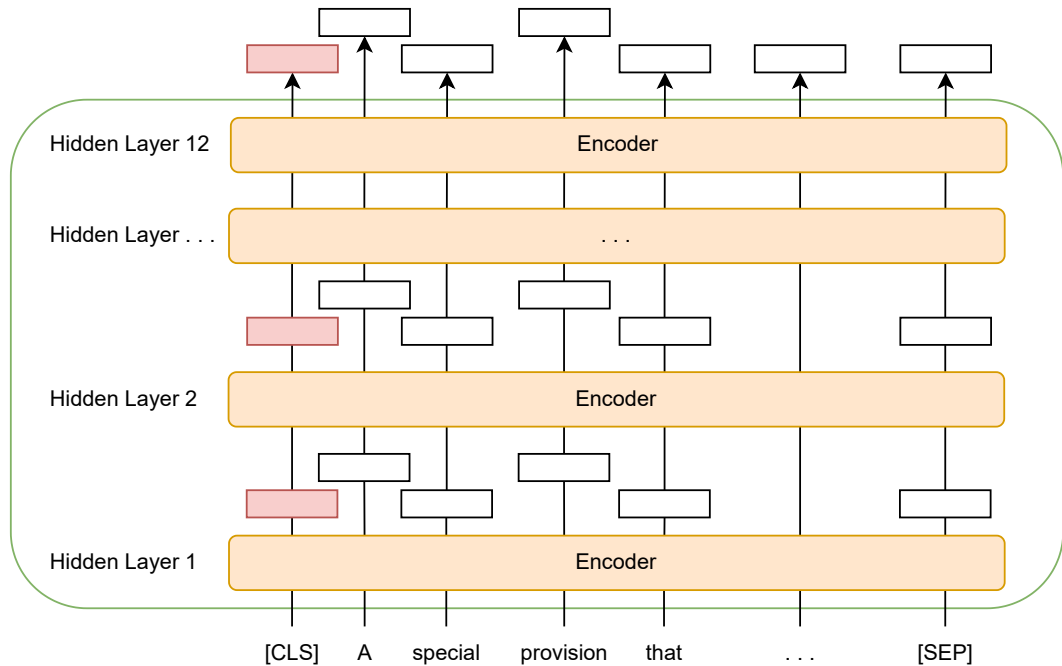 Hidden Layer 12 Encoder
Hidden Layer . . . . . .
Hidden Layer 2 Encoder
Hidden Layer 1 Encoder
[CLS] A special provision that . . . [SEP]